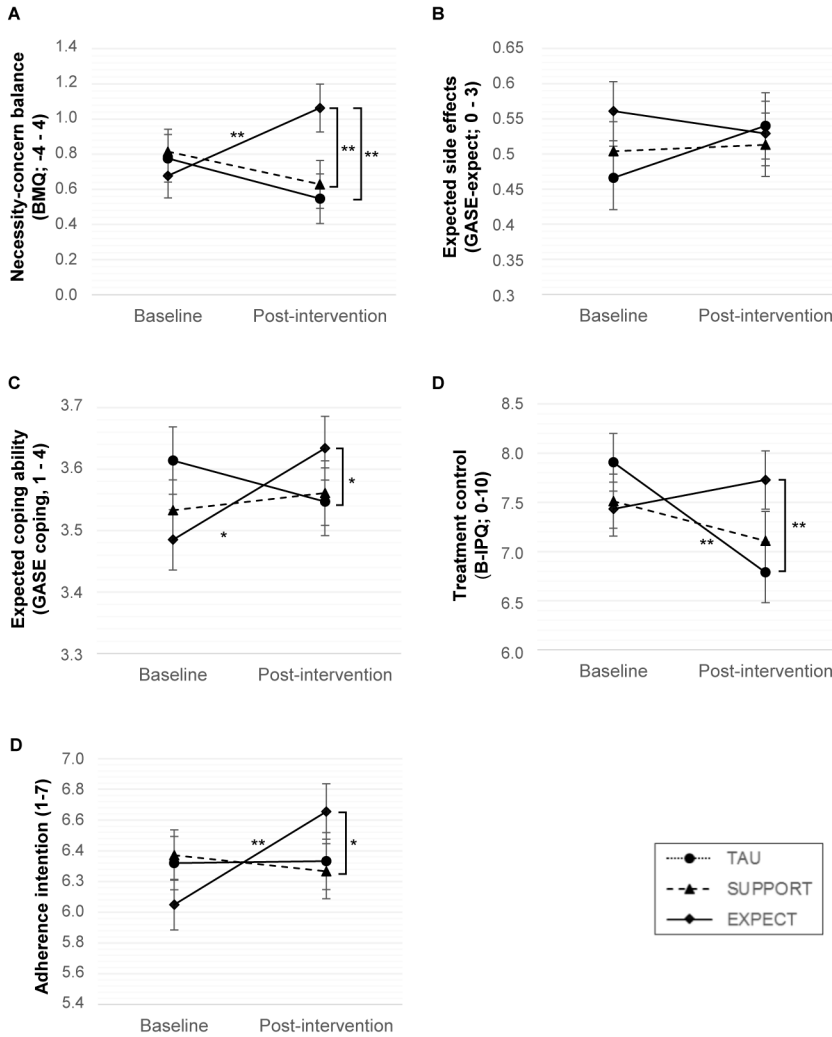 A
Necessity-concern balance
(BMQ; -4 - 4)
1.4
1.2
1.0
0.8
0.6
0.4
0.2
0.0
**
**
**
Baseline
Post-intervention
B
Expected side effects
(GASE-expect; 0 - 3)
0.65
0.6
0.55
0.5
0.45
0.4
0.35
0.3
Baseline
Post-intervention
C
Expected coping ability
(GASE coping, 1 - 4)
3.7
3.6
3.5
3.4
3.3
*
*
Baseline
Post-intervention
D
Treatment control
(B-IPQ; 0-10)
8.5
8.0
7.5
7.0
6.5
6.0
**
**
Baseline
Post-intervention
D
Adherence intention (1-7)
7.0
6.8
6.6
6.4
6.3
6.0
5.8
5.6
5.4
**
*
Baseline
Post-intervention
TAU
SUPPORT
EXPECT